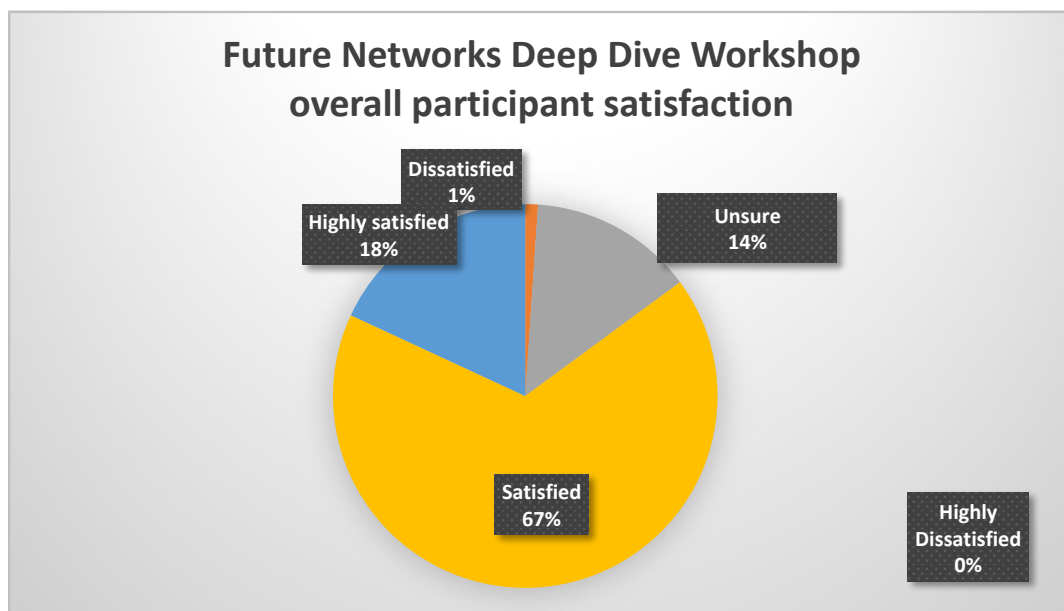 Future Networks Deep Dive Workshop
overall participant satisfaction
Dissatisfied
1%
Highly satisfied
18%
Unsure
14%
Satisfied
67%
Highly
Dissatisfied
0%